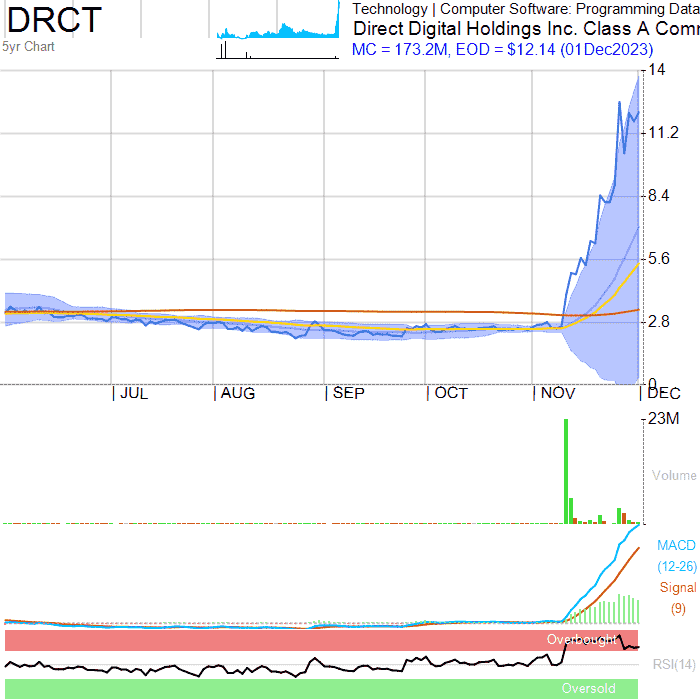 DRCT
5yr Chart
Technology | Computer Software: Programming Data
Direct Digital Holdings Inc. Class A Com
MC = 173.2M, EOD = $12.14 (01Dec2023)
14
11.2
8.4
5.6
2.8
0
| JUL | AUG | SEP | OCT | NOV | DEC
23M
Volume
MACD
(12-26)
Signal
(9)
Overbought
RSI(14)
Oversold